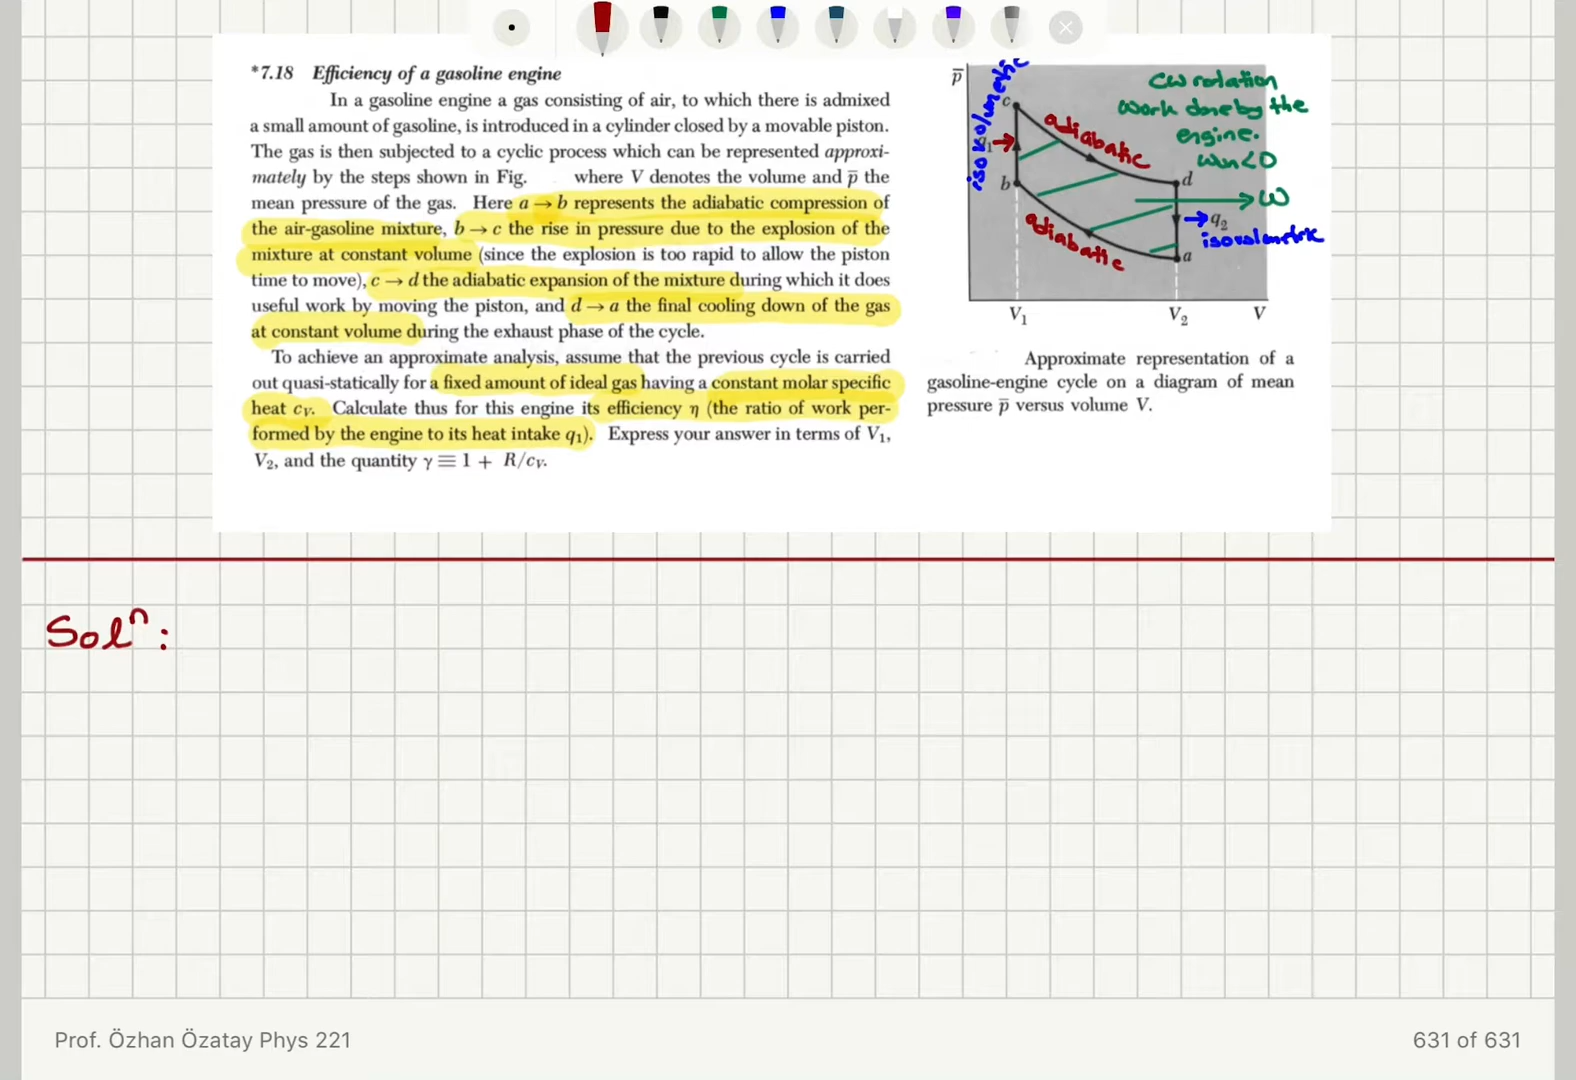 *7.18 Efficiency of a gasoline engine
In a gasoline engine a gas consisting of air, to which there is admixed
a small amount of gasoline, is introduced in a cylinder closed by a movable piston.
The gas is then subjected to a cyclic process which can be represented approxi-
mately by the steps shown in Fig. where V denotes the volume and p̅ the
mean pressure of the gas. Here a → b represents the adiabatic compression of
the air-gasoline mixture, b → c the rise in pressure due to the explosion of the
mixture at constant volume (since the explosion is too rapid to allow the piston
time to move), c → d the adiabatic expansion of the mixture during which it does
useful work by moving the piston, and d → a the final cooling down of the gas
at constant volume during the exhaust phase of the cycle.
To achieve an approximate analysis, assume that the previous cycle is carried
out quasi-statically for a fixed amount of ideal gas having a constant molar specific
heat cV. Calculate thus for this engine its efficiency η (the ratio of work per-
formed by the engine to its heat intake q₁). Express your answer in terms of V₁,
V₂, and the quantity γ ≡ 1 + R/cV.
p̅
isovolumetric
c
q₁
b
adiabatic
adiabatic
CW rotation
work done by the
engine.
d
W
q₂
isovolumetric
a
V₁
V₂
V
Approximate representation of a
gasoline-engine cycle on a diagram of mean
pressure p̅ versus volume V.
Solⁿ:
Prof. Özhan Özatay Phys 221
631 of 631